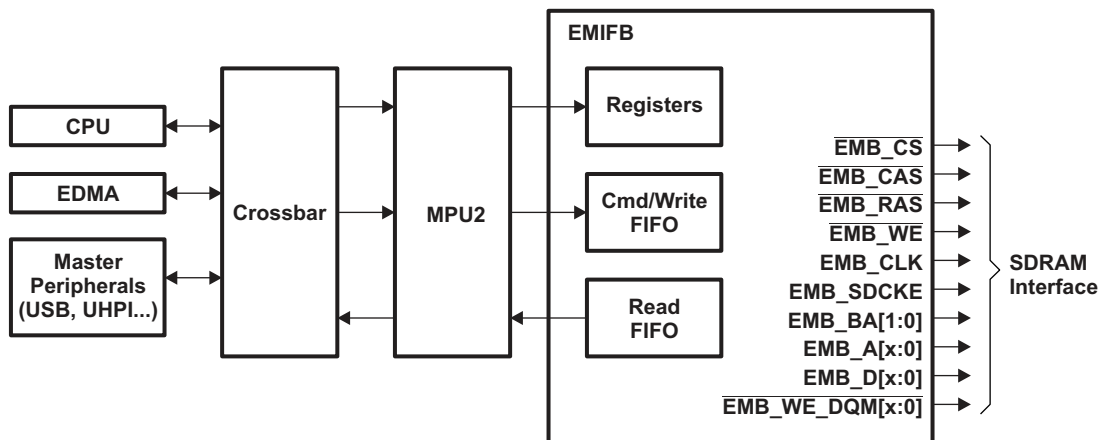 EMIFB
CPU
EDMA
Master
Peripherals
(USB, UHPI...)
Crossbar
MPU2
Registers
Cmd/Write
FIFO
Read
FIFO
EMB_CS
EMB_CAS
EMB_RAS
EMB_WE
EMB_CLK
EMB_SDCKE
EMB_BA[1:0]
EMB_A[x:0]
EMB_D[x:0]
EMB_WE_DQM[x:0]
SDRAM
Interface